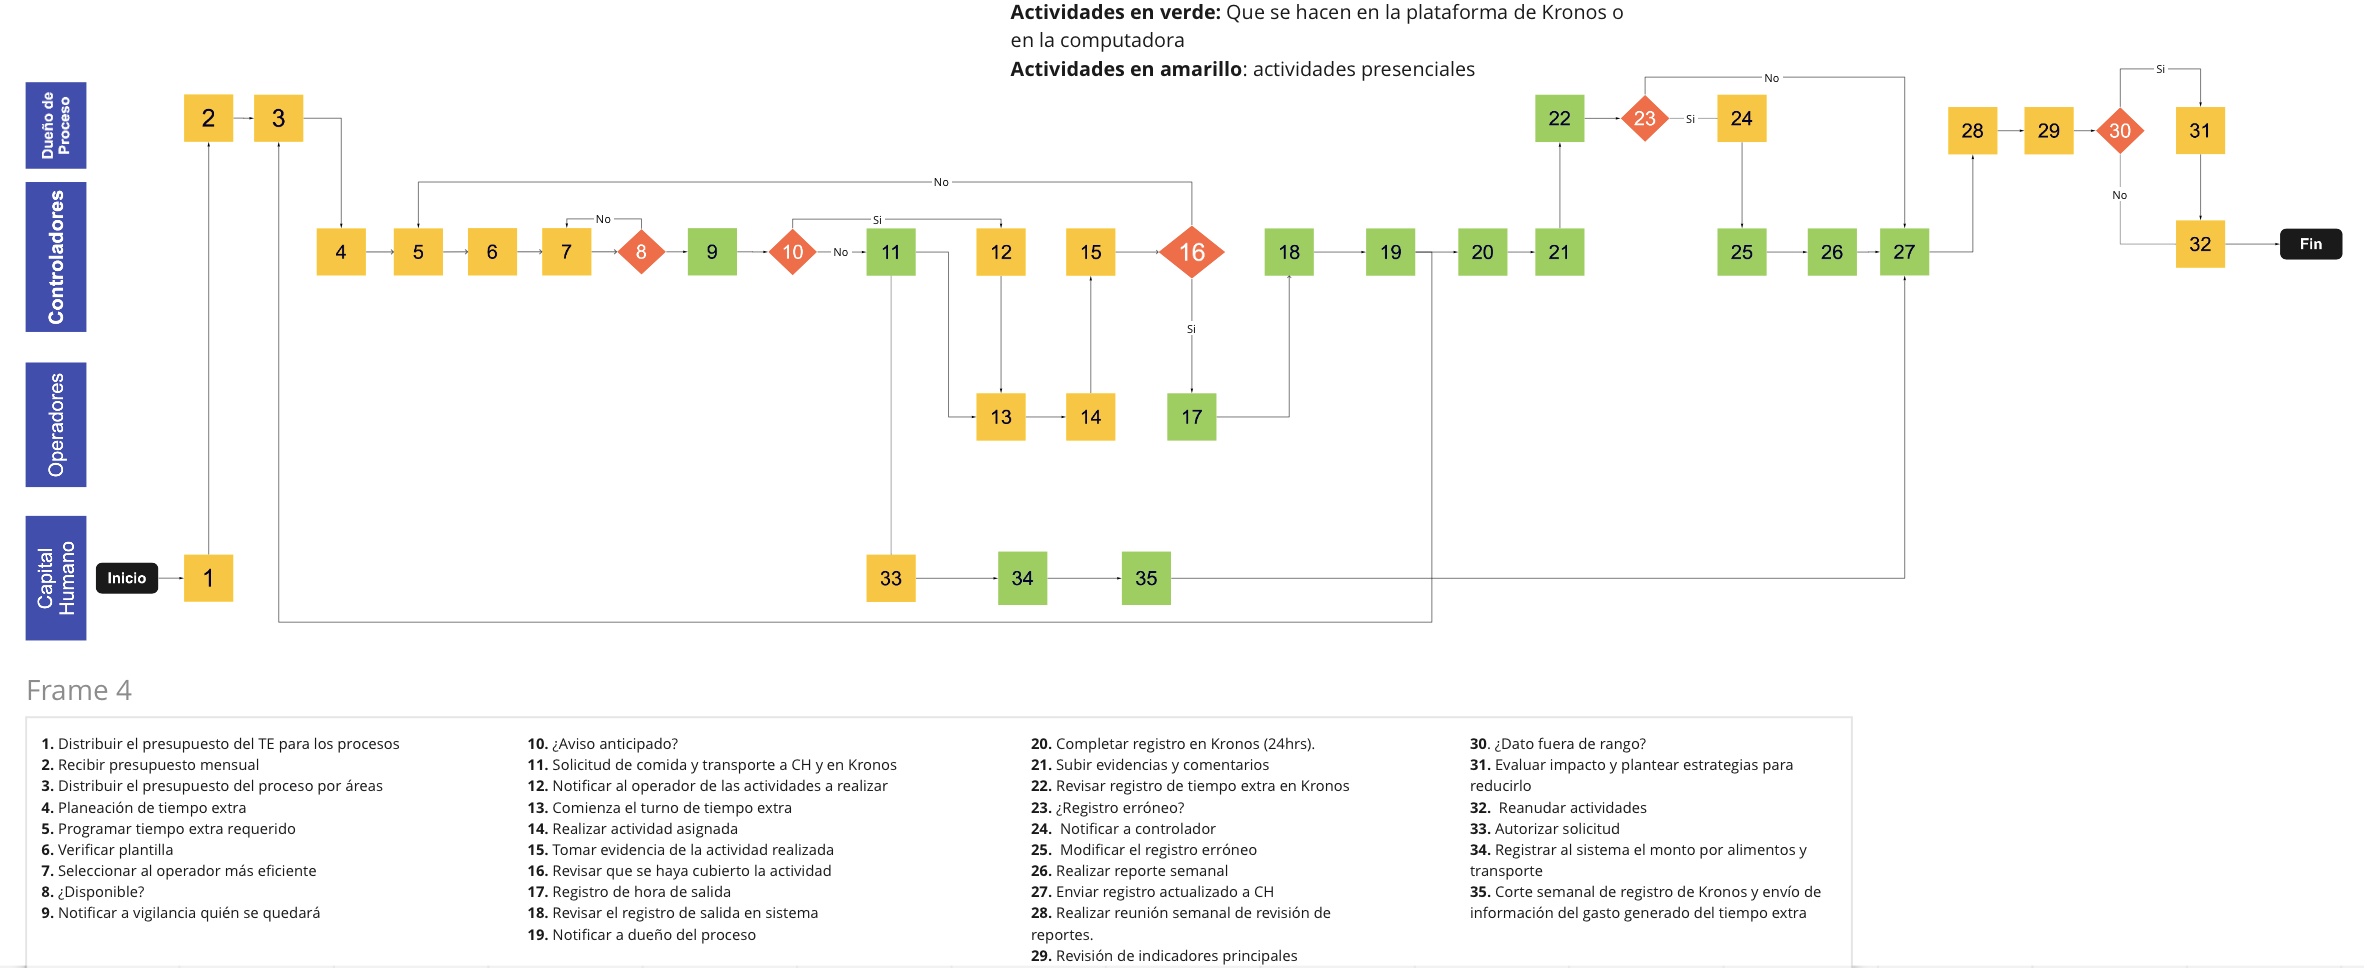 Actividades en verde: Que se hacen en la plataforma de Kronos o
en la computadora
Actividades en amarillo: actividades presenciales
Dueño de
Proceso
2
3
22
23
Si
24
No
28
29
30
Si
31
No
Controladores
4
5
6
7
No
8
9
10
Si
No
11
12
15
No
16
Si
18
19
20
21
25
26
27
32
Fin
Operadores
13
14
17
Capital
Humano
Inicio
1
33
34
35
Frame 4
1. Distribuir el presupuesto del TE para los procesos
2. Recibir presupuesto mensual
3. Distribuir el presupuesto del proceso por áreas
4. Planeación de tiempo extra
5. Programar tiempo extra requerido
6. Verificar plantilla
7. Seleccionar al operador más eficiente
8. ¿Disponible?
9. Notificar a vigilancia quién se quedará
10. ¿Aviso anticipado?
11. Solicitud de comida y transporte a CH y en Kronos
12. Notificar al operador de las actividades a realizar
13. Comienza el turno de tiempo extra
14. Realizar actividad asignada
15. Tomar evidencia de la actividad realizada
16. Revisar que se haya cubierto la actividad
17. Registro de hora de salida
18. Revisar el registro de salida en sistema
19. Notificar a dueño del proceso
20. Completar registro en Kronos (24hrs).
21. Subir evidencias y comentarios
22. Revisar registro de tiempo extra en Kronos
23. ¿Registro erróneo?
24. Notificar a controlador
25. Modificar el registro erróneo
26. Realizar reporte semanal
27. Enviar registro actualizado a CH
28. Realizar reunión semanal de revisión de
reportes.
29. Revisión de indicadores principales
30. ¿Dato fuera de rango?
31. Evaluar impacto y plantear estrategias para
reducirlo
32. Reanudar actividades
33. Autorizar solicitud
34. Registrar al sistema el monto por alimentos y
transporte
35. Corte semanal de registro de Kronos y envío de
información del gasto generado del tiempo extra